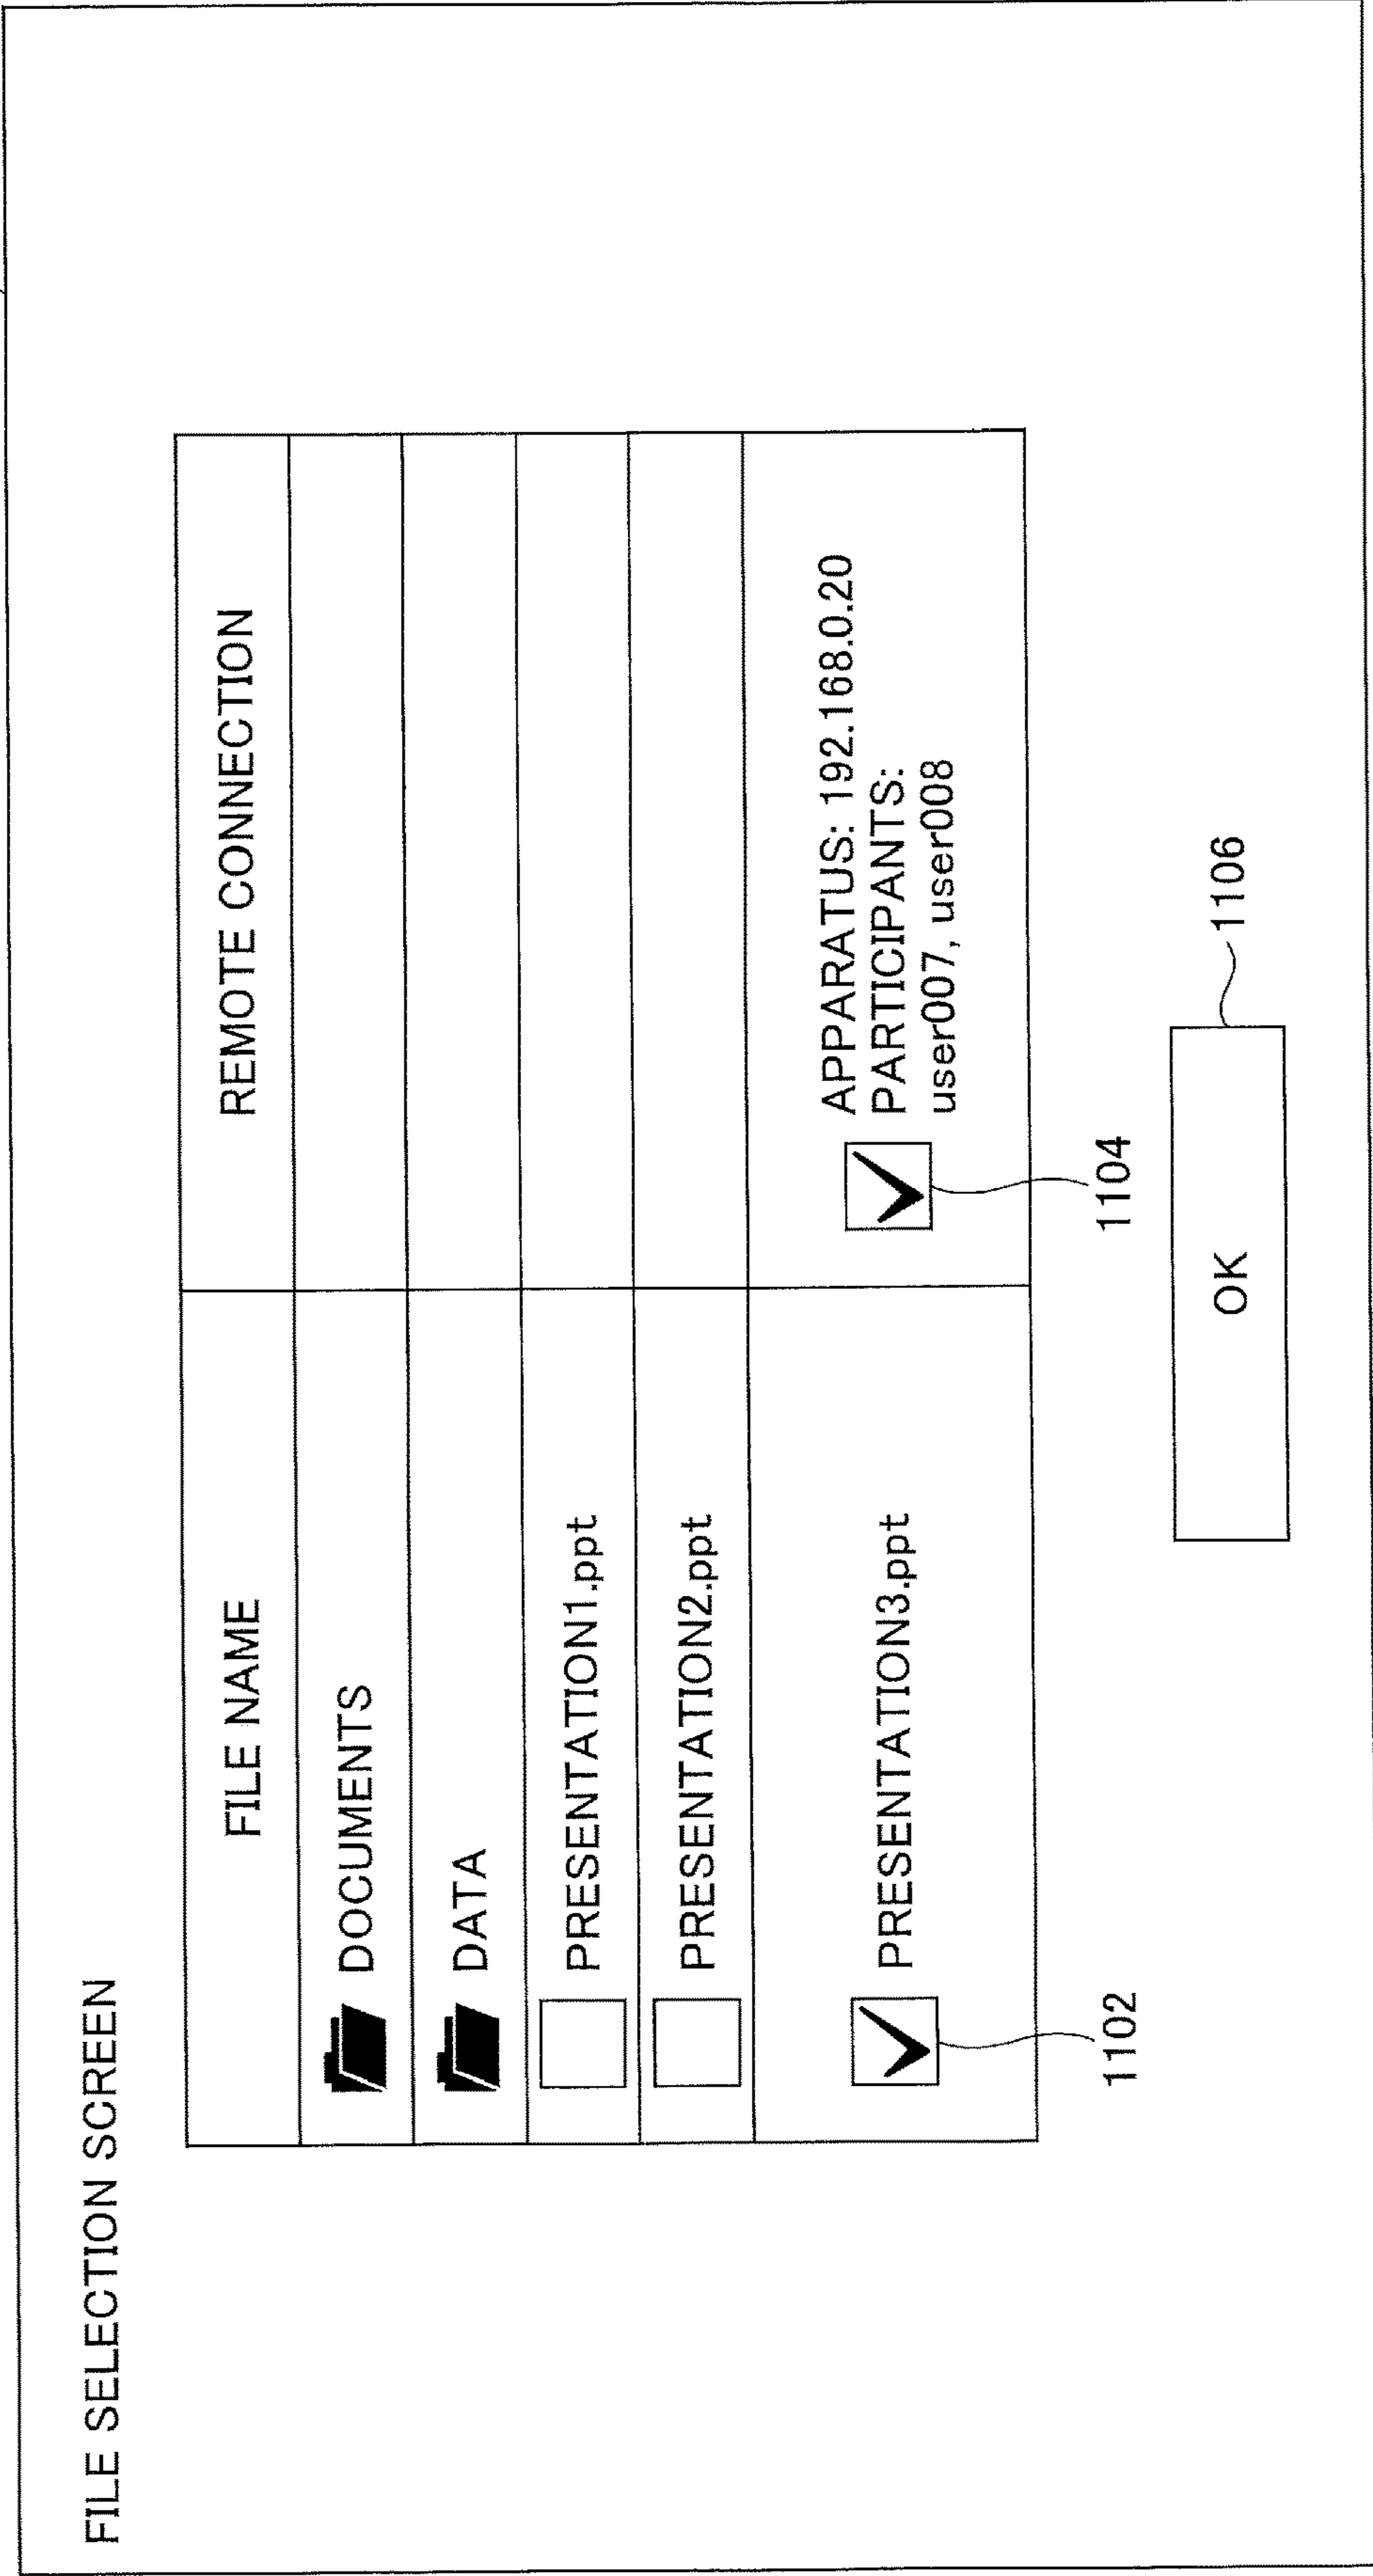 FILE SELECTION SCREEN
FILE NAME
REMOTE CONNECTION
DOCUMENTS
DATA
PRESENTATION1.ppt
PRESENTATION2.ppt
PRESENTATION3.ppt
APPARATUS: 192.168.0.20
PARTICIPANTS:
user007, user008
1102
1104
OK
1106